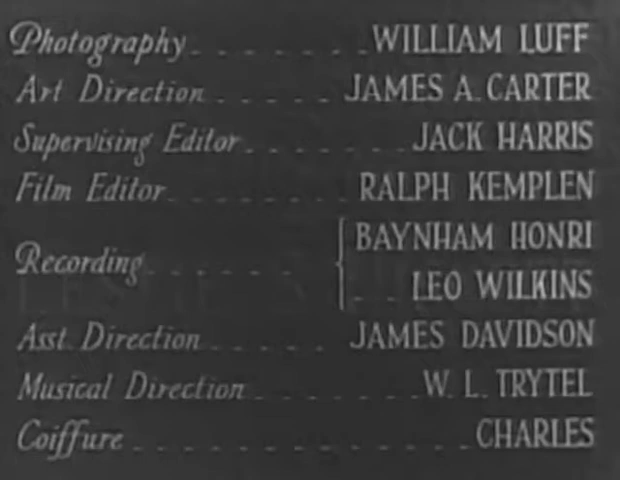 Photography WILLIAM LUFF
Art Direction JAMES A. CARTER
Supervising Editor JACK HARRIS
Film Editor RALPH KEMPLEN
Recording BAYNHAM HONRI
LEO WILKINS
Asst. Direction JAMES DAVIDSON
Musical Direction W. L. TRYTEL
Coiffure CHARLES